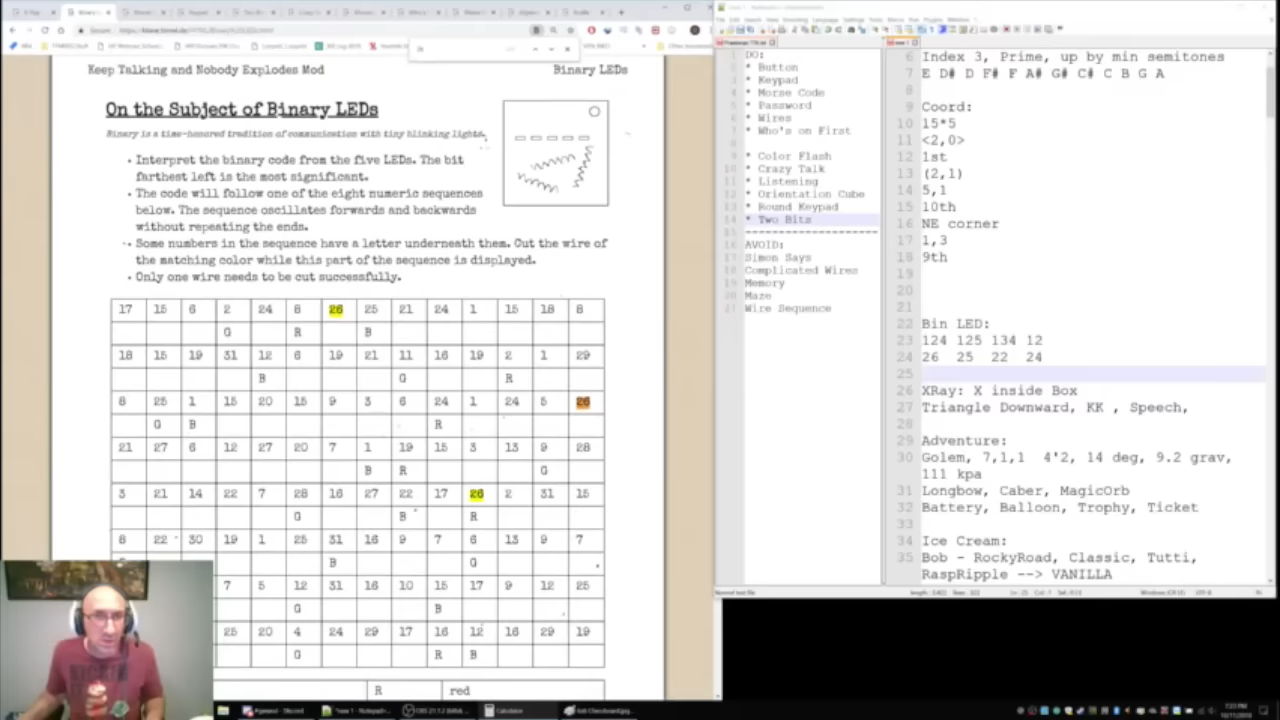 Keep Talking and Nobody Explodes Mod
Binary LEDs
On the Subject of Binary LEDs
Binary is a time-honored tradition of communication with tiny blinking lights.
• Interpret the binary code from the five LEDs. The bit
farthest left is the most significant.
• The code will follow one of the eight numeric sequences
below. The sequence oscillates forwards and backwards
without repeating the ends.
• Some numbers in the sequence have a letter underneath them. Cut the wire of
the matching color while this part of the sequence is displayed.
• Only one wire needs to be cut successfully.
17 15 6 2 24 8 26 25 21 24 1 15 18 8
G R B
18 15 19 31 12 6 19 21 11 16 19 2 1 29
B G R
8 25 1 15 20 15 9 3 6 24 1 24 5 26
G B R
21 27 6 12 27 20 7 1 19 15 3 13 9 28
B R G
3 21 14 22 7 28 16 27 22 17 26 2 31 15
G B R
8 22 30 19 1 25 31 16 9 7 6 13 9 7
B G
7 5 12 31 16 10 15 17 9 12 25
G B
25 20 4 24 29 17 16 12 16 29 19
G R B
R red
DO:
* Button
* Keypad
* Morse Code
* Password
* Wires
* Who's on First
* Color Flash
* Crazy Talk
* Listening
* Orientation Cube
* Round Keypad
* Two Bits
-------------------
AVOID:
Simon Says
Complicated Wires
Memory
Maze
Wire Sequence
6 Index 3, Prime, up by min semitones
7 E D# D F# F A# G# C# C B G A
8
9 Coord:
10 15*5
11 <2,0>
12 1st
13 (2,1)
14 5,1
15 10th
16 NE corner
17 1,3
18 9th
19
20
21
22 Bin LED:
23 124 125 134 12
24 26 25 22 24
25
26 XRay: X inside Box
27 Triangle Downward, KK , Speech,
28
29 Adventure:
30 Golem, 7,1,1 4'2, 14 deg, 9.2 grav,
111 kpa
31 Longbow, Caber, MagicOrb
32 Battery, Balloon, Trophy, Ticket
33
34 Ice Cream:
35 Bob - RockyRoad, Classic, Tutti,
RaspRipple --> VANILLA